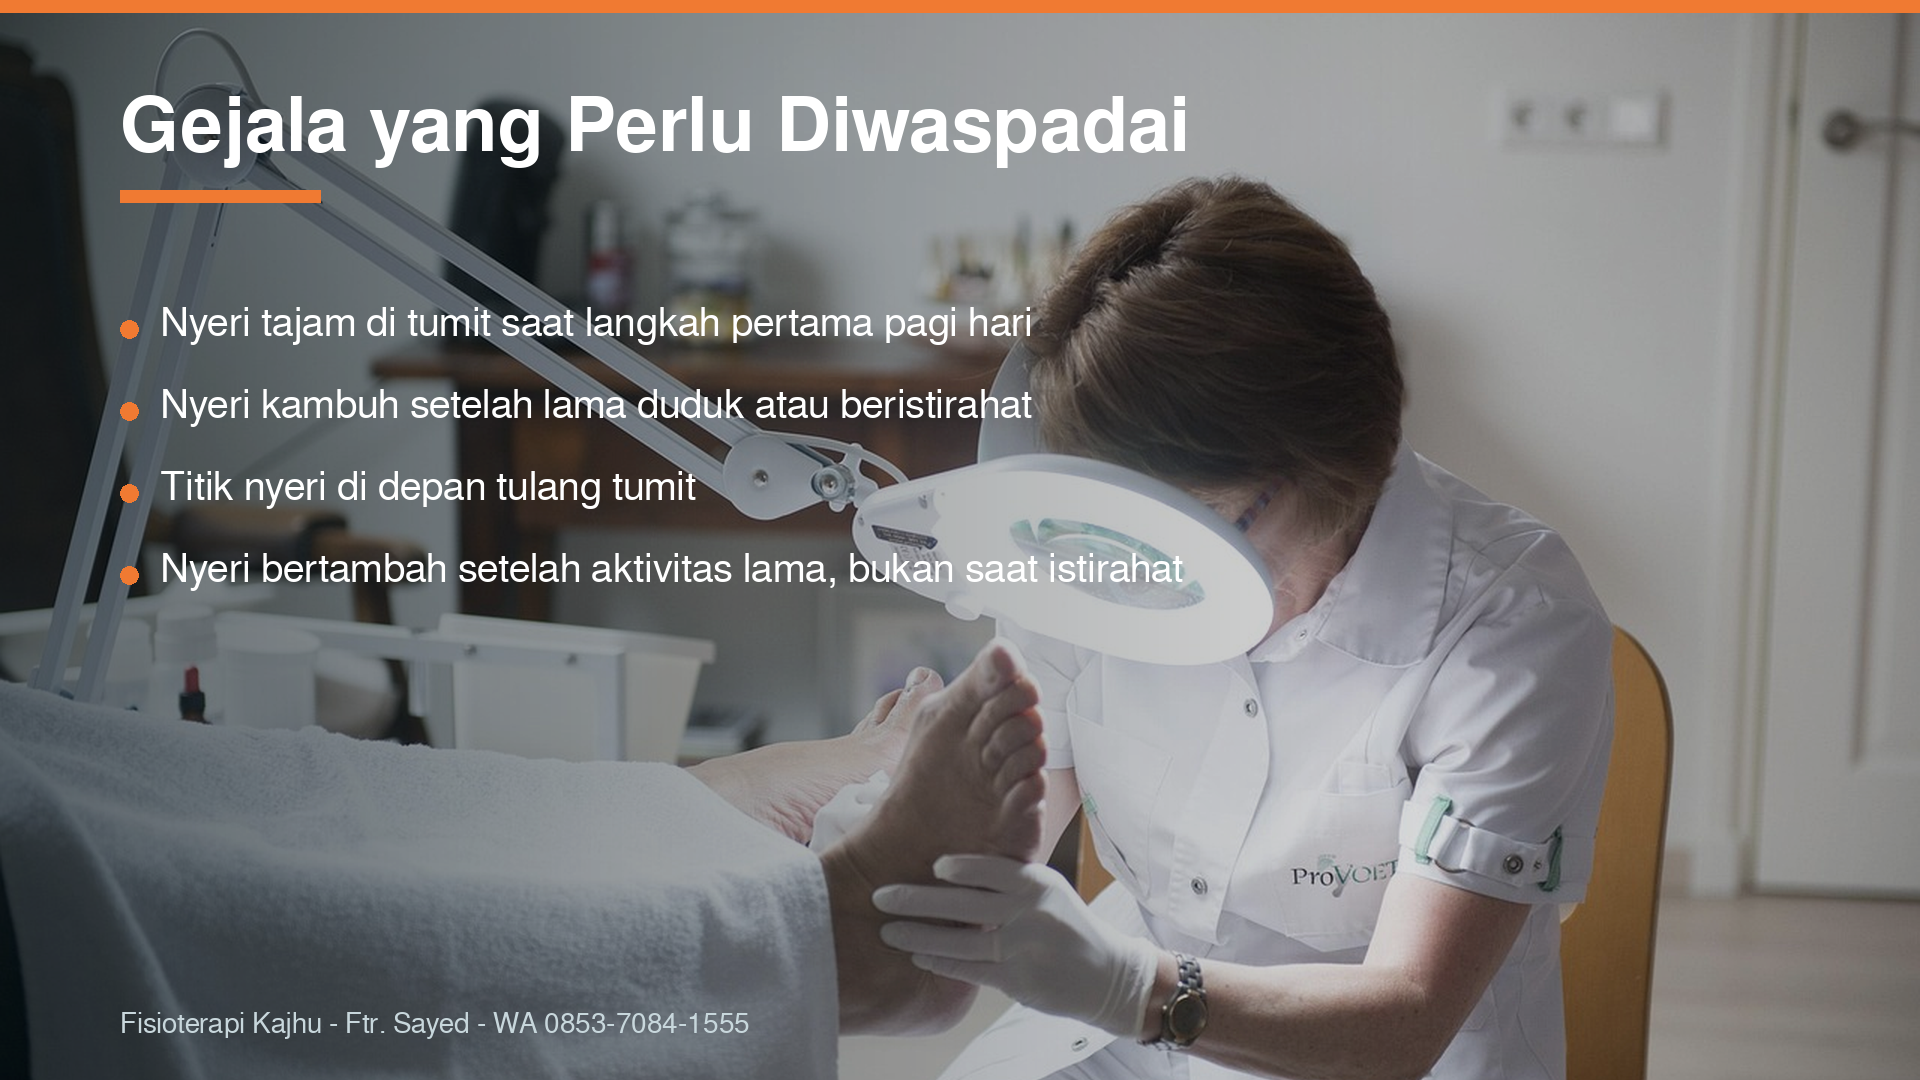 Gejala yang Perlu Diwaspadai
Nyeri tajam di tumit saat langkah pertama pagi hari
Nyeri kambuh setelah lama duduk atau beristirahat
Titik nyeri di depan tulang tumit
Nyeri bertambah setelah aktivitas lama, bukan saat istirahat
ProVOET
Fisioterapi Kajhu - Ftr. Sayed - WA 0853-7084-1555